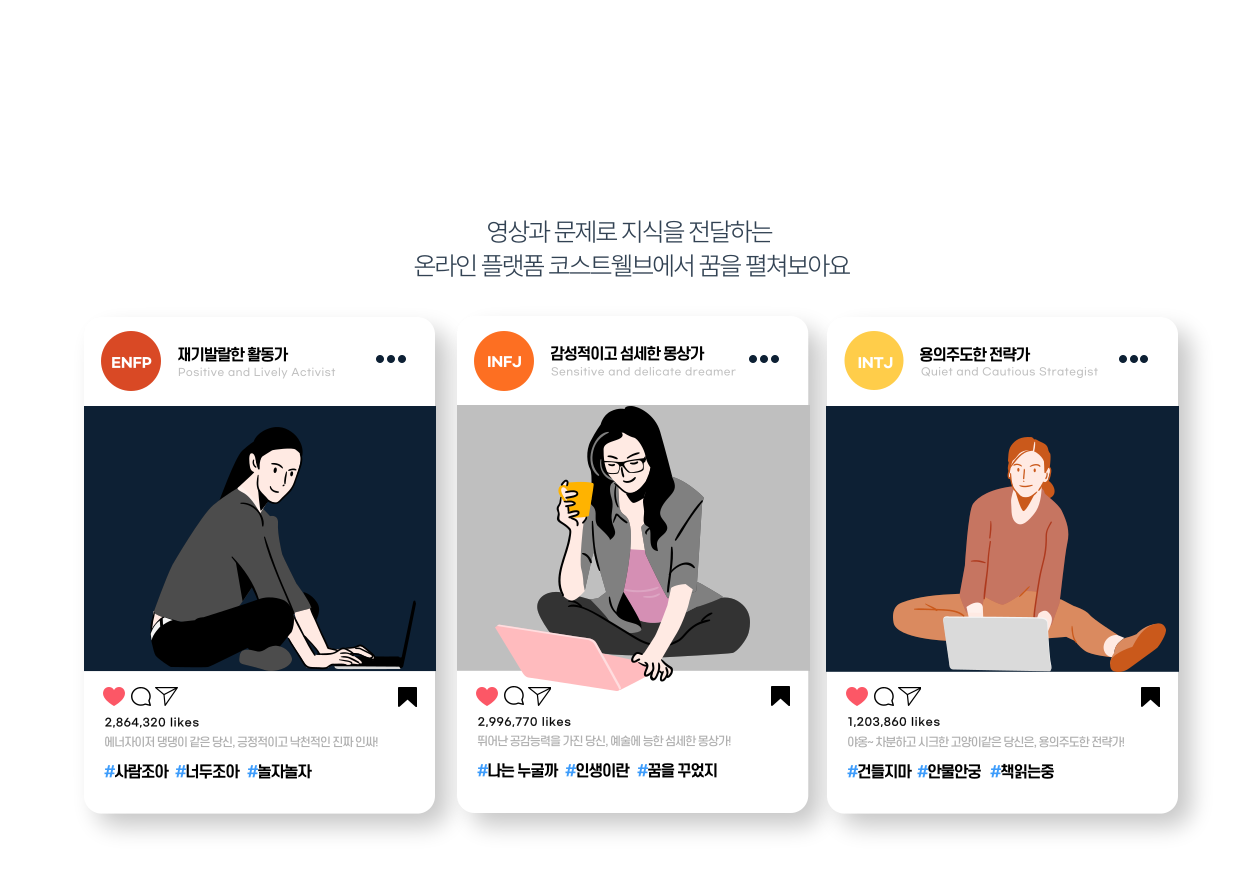 영상과 문제로 지식을 전달하는
온라인 플랫폼 코스트웰브에서 꿈을 펼쳐보아요
ENFP
재기발랄한 활동가
Positive and Lively Activist
2,864,320 likes
에너자이저 댕댕이 같은 당신, 긍정적이고 낙천적인 진짜 인싸!
#사람조아 #너두조아 #놀자놀자
INFJ
감성적이고 섬세한 몽상가
Sensitive and delicate dreamer
2,996,770 likes
뛰어난 공감능력을 가진 당신, 예술에 능한 섬세한 몽상가!
#나는 누굴까 #인생이란 #꿈을 꾸었지
INTJ
용의주도한 전략가
Quiet and Cautious Strategist
1,203,860 likes
야옹~ 차분하고 시크한 고양이같은 당신은, 용의주도한 전략가!
#건들지마 #안물안궁 #책읽는중